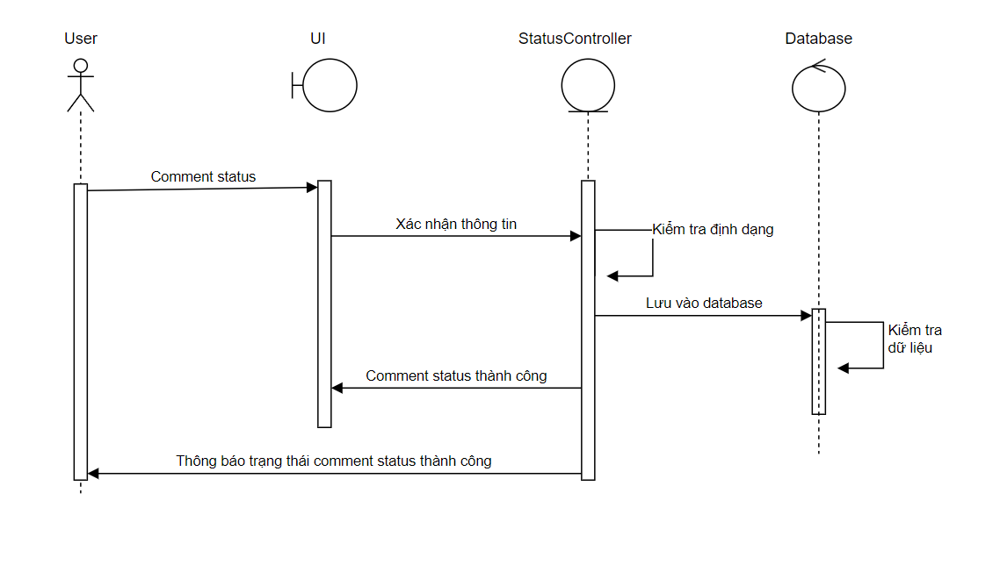 User
UI
StatusController
Database
Comment status
Xác nhận thông tin
Kiểm tra định dạng
Lưu vào database
Kiểm tra
dữ liệu
Comment status thành công
Thông báo trạng thái comment status thành công